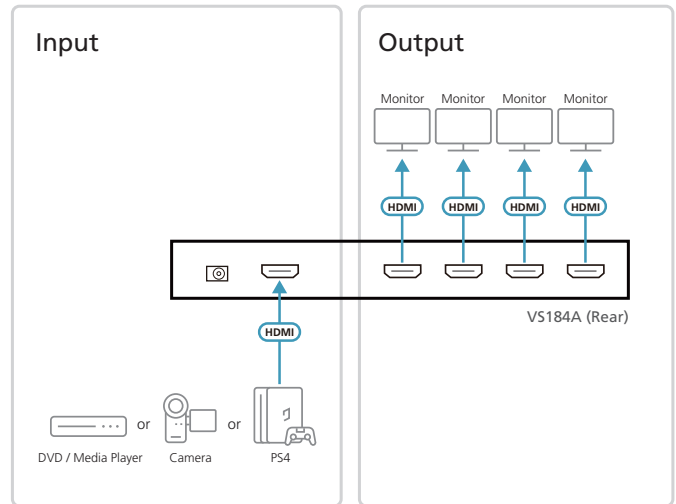 Input
Output
Monitor Monitor Monitor Monitor
HDMI HDMI HDMI HDMI
VS184A (Rear)
HDMI
or or
DVD / Media Player Camera PS4